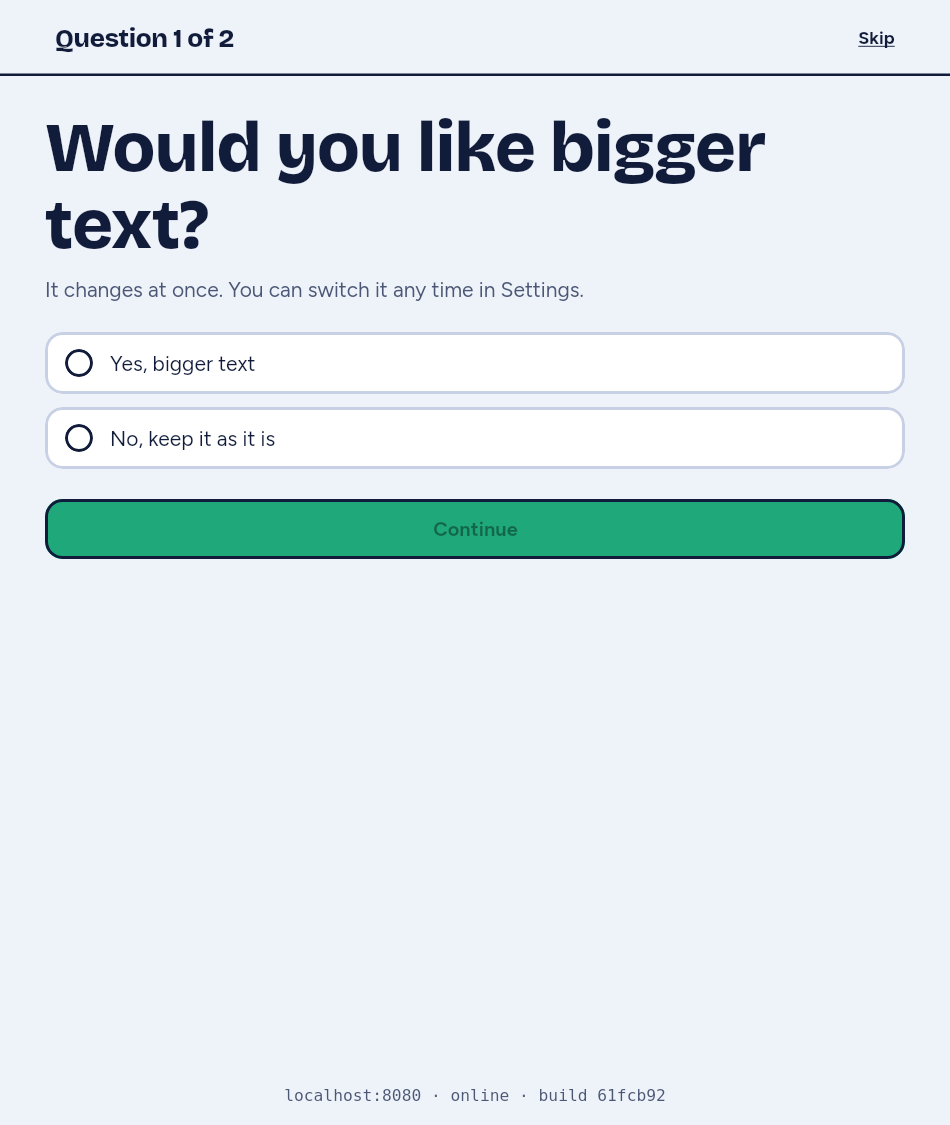 Question 1 of 2
Skip
Would you like bigger
text?
It changes at once. You can switch it any time in Settings.
Yes, bigger text
No, keep it as it is
Continue
localhost:8080 · online · build 61fcb92